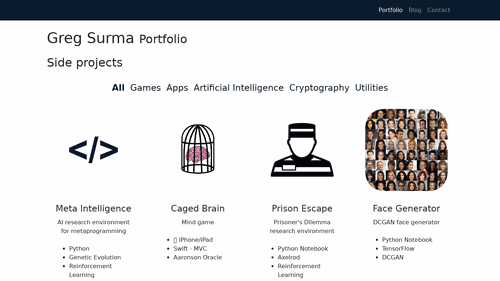 Portfolio Blog Contact
Greg Surma Portfolio
Side projects
All Games Apps Artificial Intelligence Cryptography Utilities
</>
Meta Intelligence
AI research environment
for metaprogramming
Python
Genetic Evolution
Reinforcement
Learning
Caged Brain
Mind game
iPhone/iPad
Swift - MVC
Aaronson Oracle
Prison Escape
Prisoner's Dilemma
research environment
Python Notebook
Axelrod
Reinforcement
Learning
Face Generator
DCGAN face generator
Python Notebook
TensorFlow
DCGAN